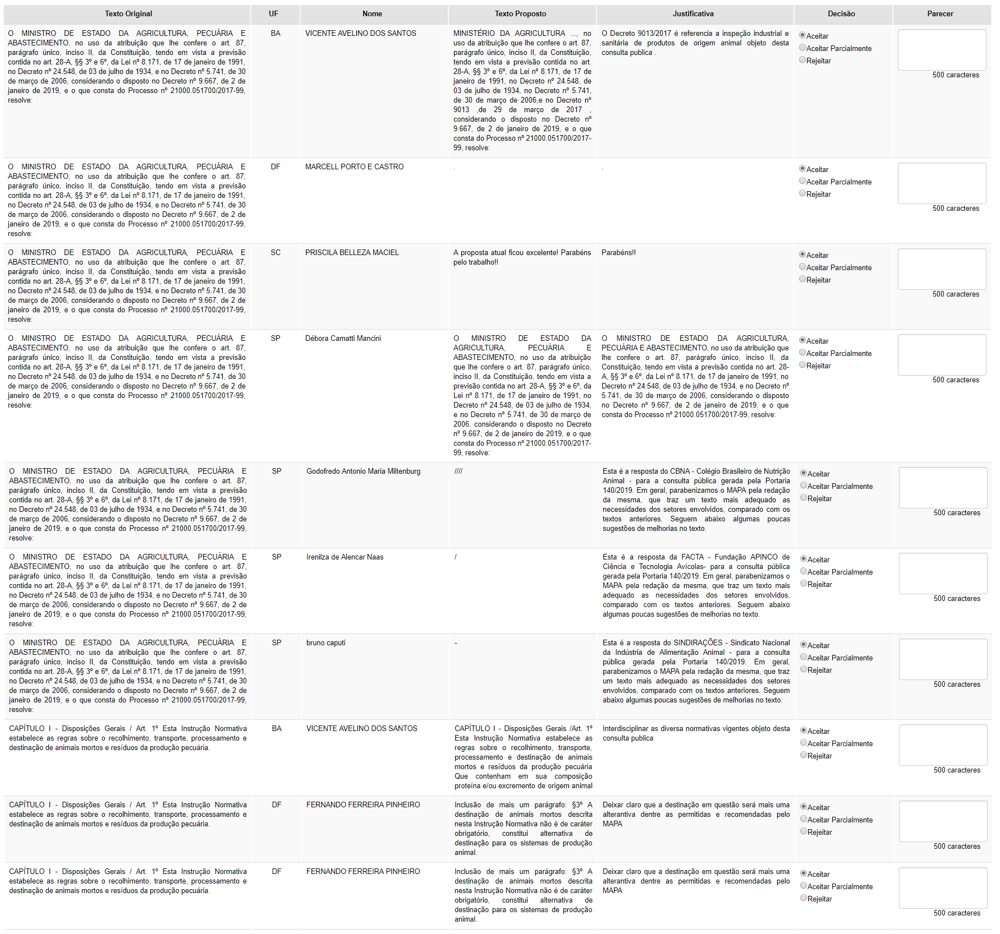 Texto Original UF Nome Texto Proposto Justificativa Decisão Parecer
O MINISTRO DE ESTADO DA AGRICULTURA, PECUÁRIA E
ABASTECIMENTO, no uso da atribuição que lhe confere o art. 87,
parágrafo único, inciso II, da Constituição, tendo em vista a previsão
contida no art. 28-A, §§ 3º e 6º, da Lei nº 8.171, de 17 de janeiro de 1991,
no Decreto nº 24.548, de 03 de julho de 1934, e no Decreto nº 5.741, de 30
de março de 2006, considerando o disposto no Decreto nº 9.667, de 2 de
janeiro de 2019, e o que consta do Processo nº 21000.051700/2017-99,
resolve:
BA
VICENTE AVELINO DOS SANTOS
MINISTÉRIO DA AGRICULTURA ..., no
uso da atribuição que lhe confere o art. 87,
parágrafo único, inciso II, da Constituição,
tendo em vista a previsão contida no art.
28-A, §§ 3º e 6º, da Lei nº 8.171, de 17 de
janeiro de 1991, no Decreto nº 24.548, de
03 de julho de 1934, no Decreto nº 5.741,
de 30 de março de 2006,e no Decreto nº
9013 ,de 29 de março de 2017 ,
considerando o disposto no Decreto nº
9.667, de 2 de janeiro de 2019, e o que
consta do Processo nº 21000.051700/2017-
99, resolve:
O Decreto 9013/2017 é referencia a inspeção industrial e
sanitária de produtos de origem animal objeto desta
consulta publica .
Aceitar
Aceitar Parcialmente
Rejeitar
500 caracteres
O MINISTRO DE ESTADO DA AGRICULTURA, PECUÁRIA E
ABASTECIMENTO, no uso da atribuição que lhe confere o art. 87,
parágrafo único, inciso II, da Constituição, tendo em vista a previsão
contida no art. 28-A, §§ 3º e 6º, da Lei nº 8.171, de 17 de janeiro de 1991,
no Decreto nº 24.548, de 03 de julho de 1934, e no Decreto nº 5.741, de 30
de março de 2006, considerando o disposto no Decreto nº 9.667, de 2 de
janeiro de 2019, e o que consta do Processo nº 21000.051700/2017-99,
resolve:
DF
MARCELL PORTO E CASTRO
.
.
Aceitar
Aceitar Parcialmente
Rejeitar
500 caracteres
O MINISTRO DE ESTADO DA AGRICULTURA, PECUÁRIA E
ABASTECIMENTO, no uso da atribuição que lhe confere o art. 87,
parágrafo único, inciso II, da Constituição, tendo em vista a previsão
contida no art. 28-A, §§ 3º e 6º, da Lei nº 8.171, de 17 de janeiro de 1991,
no Decreto nº 24.548, de 03 de julho de 1934, e no Decreto nº 5.741, de 30
de março de 2006, considerando o disposto no Decreto nº 9.667, de 2 de
janeiro de 2019, e o que consta do Processo nº 21000.051700/2017-99,
resolve:
SC
PRISCILA BELLEZA MACIEL
A proposta atual ficou excelente! Parabéns
pelo trabalho!!
Parabéns!!
Aceitar
Aceitar Parcialmente
Rejeitar
500 caracteres
O MINISTRO DE ESTADO DA AGRICULTURA, PECUÁRIA E
ABASTECIMENTO, no uso da atribuição que lhe confere o art. 87,
parágrafo único, inciso II, da Constituição, tendo em vista a previsão
contida no art. 28-A, §§ 3º e 6º, da Lei nº 8.171, de 17 de janeiro de 1991,
no Decreto nº 24.548, de 03 de julho de 1934, e no Decreto nº 5.741, de 30
de março de 2006, considerando o disposto no Decreto nº 9.667, de 2 de
janeiro de 2019, e o que consta do Processo nº 21000.051700/2017-99,
resolve:
SP
Débora Camatti Mancini
O MINISTRO DE ESTADO DA
AGRICULTURA, PECUÁRIA E
ABASTECIMENTO, no uso da atribuição
que lhe confere o art. 87, parágrafo único,
inciso II, da Constituição, tendo em vista a
previsão contida no art. 28-A, §§ 3º e 6º, da
Lei nº 8.171, de 17 de janeiro de 1991, no
Decreto nº 24.548, de 03 de julho de 1934,
e no Decreto nº 5.741, de 30 de março de
2006, considerando o disposto no Decreto
nº 9.667, de 2 de janeiro de 2019, e o que
consta do Processo nº 21000.051700/2017-
99, resolve:
O MINISTRO DE ESTADO DA AGRICULTURA,
PECUÁRIA E ABASTECIMENTO, no uso da atribuição que
lhe confere o art. 87, parágrafo único, inciso II, da
Constituição, tendo em vista a previsão contida no art. 28-
A, §§ 3º e 6º, da Lei nº 8.171, de 17 de janeiro de 1991, no
Decreto nº 24.548, de 03 de julho de 1934, e no Decreto nº
5.741, de 30 de março de 2006, considerando o disposto
no Decreto nº 9.667, de 2 de janeiro de 2019, e o que
consta do Processo nº 21000.051700/2017-99, resolve:
Aceitar
Aceitar Parcialmente
Rejeitar
500 caracteres
O MINISTRO DE ESTADO DA AGRICULTURA, PECUÁRIA E
ABASTECIMENTO, no uso da atribuição que lhe confere o art. 87,
parágrafo único, inciso II, da Constituição, tendo em vista a previsão
contida no art. 28-A, §§ 3º e 6º, da Lei nº 8.171, de 17 de janeiro de 1991,
no Decreto nº 24.548, de 03 de julho de 1934, e no Decreto nº 5.741, de 30
de março de 2006, considerando o disposto no Decreto nº 9.667, de 2 de
janeiro de 2019, e o que consta do Processo nº 21000.051700/2017-99,
resolve:
SP
Godofredo Antonio Maria Miltenburg
////
Esta é a resposta do CBNA - Colégio Brasileiro de Nutrição
Animal - para a consulta pública gerada pela Portaria
140/2019. Em geral, parabenizamos o MAPA pela redação
da mesma, que traz um texto mais adequado as
necessidades dos setores envolvidos, comparado com os
textos anteriores. Seguem abaixo algumas poucas
sugestões de melhorias no texto.
Aceitar
Aceitar Parcialmente
Rejeitar
500 caracteres
O MINISTRO DE ESTADO DA AGRICULTURA, PECUÁRIA E
ABASTECIMENTO, no uso da atribuição que lhe confere o art. 87,
parágrafo único, inciso II, da Constituição, tendo em vista a previsão
contida no art. 28-A, §§ 3º e 6º, da Lei nº 8.171, de 17 de janeiro de 1991,
no Decreto nº 24.548, de 03 de julho de 1934, e no Decreto nº 5.741, de 30
de março de 2006, considerando o disposto no Decreto nº 9.667, de 2 de
janeiro de 2019, e o que consta do Processo nº 21000.051700/2017-99,
resolve:
SP
Irenilza de Alencar Naas
/
Esta é a resposta da FACTA - Fundação APINCO de
Ciência e Tecnologia Avícolas- para a consulta pública
gerada pela Portaria 140/2019. Em geral, parabenizamos o
MAPA pela redação da mesma, que traz um texto mais
adequado as necessidades dos setores envolvidos,
comparado com os textos anteriores. Seguem abaixo
algumas poucas sugestões de melhorias no texto.
Aceitar
Aceitar Parcialmente
Rejeitar
500 caracteres
O MINISTRO DE ESTADO DA AGRICULTURA, PECUÁRIA E
ABASTECIMENTO, no uso da atribuição que lhe confere o art. 87,
parágrafo único, inciso II, da Constituição, tendo em vista a previsão
contida no art. 28-A, §§ 3º e 6º, da Lei nº 8.171, de 17 de janeiro de 1991,
no Decreto nº 24.548, de 03 de julho de 1934, e no Decreto nº 5.741, de 30
de março de 2006, considerando o disposto no Decreto nº 9.667, de 2 de
janeiro de 2019, e o que consta do Processo nº 21000.051700/2017-99,
resolve:
SP
bruno caputi
-
Esta é a resposta do SINDIRAÇÕES - Sindicato Nacional
da Indústria de Alimentação Animal - para a consulta
pública gerada pela Portaria 140/2019. Em geral,
parabenizamos o MAPA pela redação da mesma, que traz
um texto mais adequado as necessidades dos setores
envolvidos, comparado com os textos anteriores. Seguem
abaixo algumas poucas sugestões de melhorias no texto.
Aceitar
Aceitar Parcialmente
Rejeitar
500 caracteres
CAPÍTULO I - Disposições Gerais / Art. 1º Esta Instrução Normativa
estabelece as regras sobre o recolhimento, transporte, processamento e
destinação de animais mortos e resíduos da produção pecuária.
BA
VICENTE AVELINO DOS SANTOS
CAPÍTULO I - Disposições Gerais /Art. 1º
Esta Instrução Normativa estabelece as
regras sobre o recolhimento, transporte,
processamento e destinação de animais
mortos e resíduos da produção pecuária
Que contenham em sua composição
proteína e/ou excremento de origem animal
Interdisciplinar as diversa normativas vigentes objeto desta
consulta publica
Aceitar
Aceitar Parcialmente
Rejeitar
500 caracteres
CAPÍTULO I - Disposições Gerais / Art. 1º Esta Instrução Normativa
estabelece as regras sobre o recolhimento, transporte, processamento e
destinação de animais mortos e resíduos da produção pecuária.
DF
FERNANDO FERREIRA PINHEIRO
Inclusão de mais um parágrafo: §3º A
destinação de animais mortos descrita
nesta Instrução Normativa não é de caráter
obrigatório, constitui alternativa de
destinação para os sistemas de produção
animal.
Deixar claro que a destinação em questão será mais uma
alterantiva dentre as permitidas e recomendadas pelo
MAPA
Aceitar
Aceitar Parcialmente
Rejeitar
500 caracteres
CAPÍTULO I - Disposições Gerais / Art. 1º Esta Instrução Normativa
estabelece as regras sobre o recolhimento, transporte, processamento e
destinação de animais mortos e resíduos da produção pecuária.
DF
FERNANDO FERREIRA PINHEIRO
Inclusão de mais um parágrafo: §3º A
destinação de animais mortos descrita
nesta Instrução Normativa não é de caráter
obrigatório, constitui alternativa de
destinação para os sistemas de produção
animal.
Deixar claro que a destinação em questão será mais uma
alterantiva dentre as permitidas e recomendadas pelo
MAPA
Aceitar
Aceitar Parcialmente
Rejeitar
500 caracteres